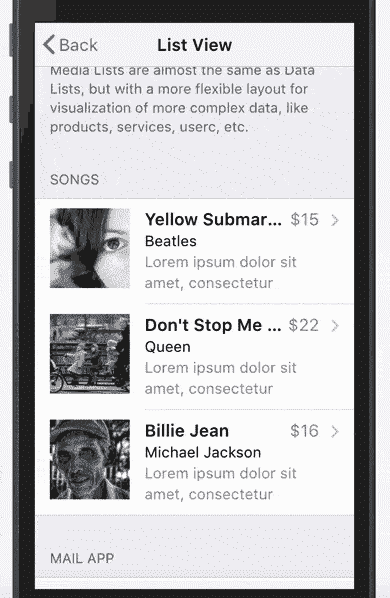 Back
List View
Media Lists are almost the same as Data
Lists, but with a more flexible layout for
visualization of more complex data, like
products, services, userc, etc.
SONGS
Yellow Submar... $15
Beatles
Lorem ipsum dolor sit
amet, consectetur
Don't Stop Me ... $22
Queen
Lorem ipsum dolor sit
amet, consectetur
Billie Jean $16
Michael Jackson
Lorem ipsum dolor sit
amet, consectetur
MAIL APP